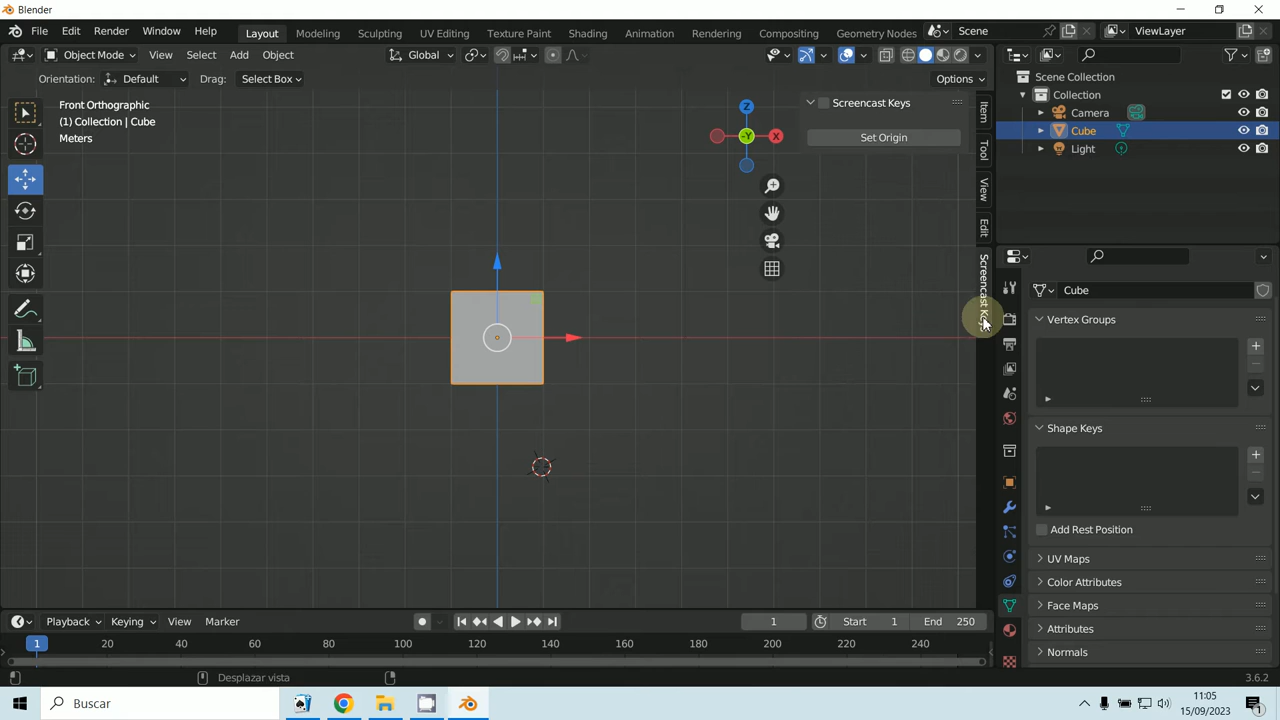 Blender
File Edit Render Window Help
Layout Modeling Sculpting UV Editing Texture Paint Shading Animation Rendering Compositing Geometry Nodes
Scene
ViewLayer
Object Mode View Select Add Object
Global
Orientation: Default Drag: Select Box
Options
Front Orthographic
(1) Collection | Cube
Meters
Screencast Keys
Set Origin
Z
-Y
X
Item
Tool
View
Edit
Screencast Keys
Scene Collection
Collection
Camera
Cube
Light
Cube
Vertex Groups
Shape Keys
Add Rest Position
UV Maps
Color Attributes
Face Maps
Attributes
Normals
Playback Keying View Marker
1 Start 1 End 250
1 20 40 60 80 100 120 140 160 180 200 220 240
Desplazar vista
3.6.2
Buscar
11:05
15/09/2023
1